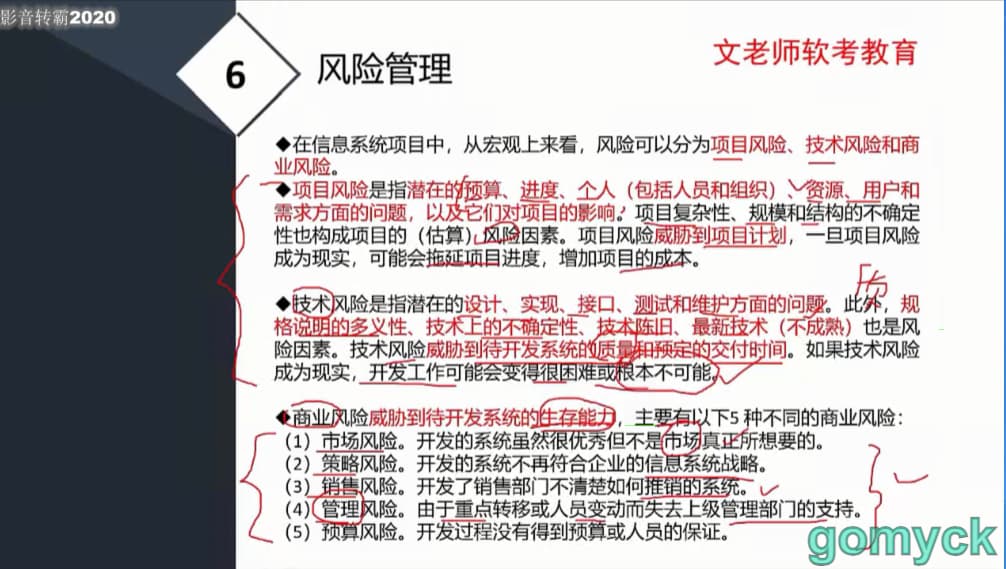 影音转霸2020
6
风险管理
文老师软考教育
◆在信息系统项目中，从宏观上来看，风险可以分为项目风险、技术风险和商
业风险。
◆项目风险是指潜在的预算、进度、个人（包括人员和组织）、资源、用户和
需求方面的问题，以及它们对项目的影响。项目复杂性、规模和结构的不确定
性也构成项目的（估算）风险因素。项目风险威胁到项目计划，一旦项目风险
成为现实，可能会拖延项目进度，增加项目的成本。
◆技术风险是指潜在的设计、实现、接口、测试和维护方面的问题。此外，规
格说明的多义性、技术上的不确定性、技术陈旧、最新技术（不成熟）也是风
险因素。技术风险威胁到待开发系统的质量和预定的交付时间。如果技术风险
成为现实，开发工作可能会变得很困难或根本不可能。
◆商业风险威胁到待开发系统的生存能力，主要有以下5 种不同的商业风险：
（1）市场风险。开发的系统虽然很优秀但不是市场真正所想要的。
（2）策略风险。开发的系统不再符合企业的信息系统战略。
（3）销售风险。开发了销售部门不清楚如何推销的系统。
（4）管理风险。由于重点转移或人员变动而失去上级管理部门的支持。
（5）预算风险。开发过程没有得到预算或人员的保证。
gomyck